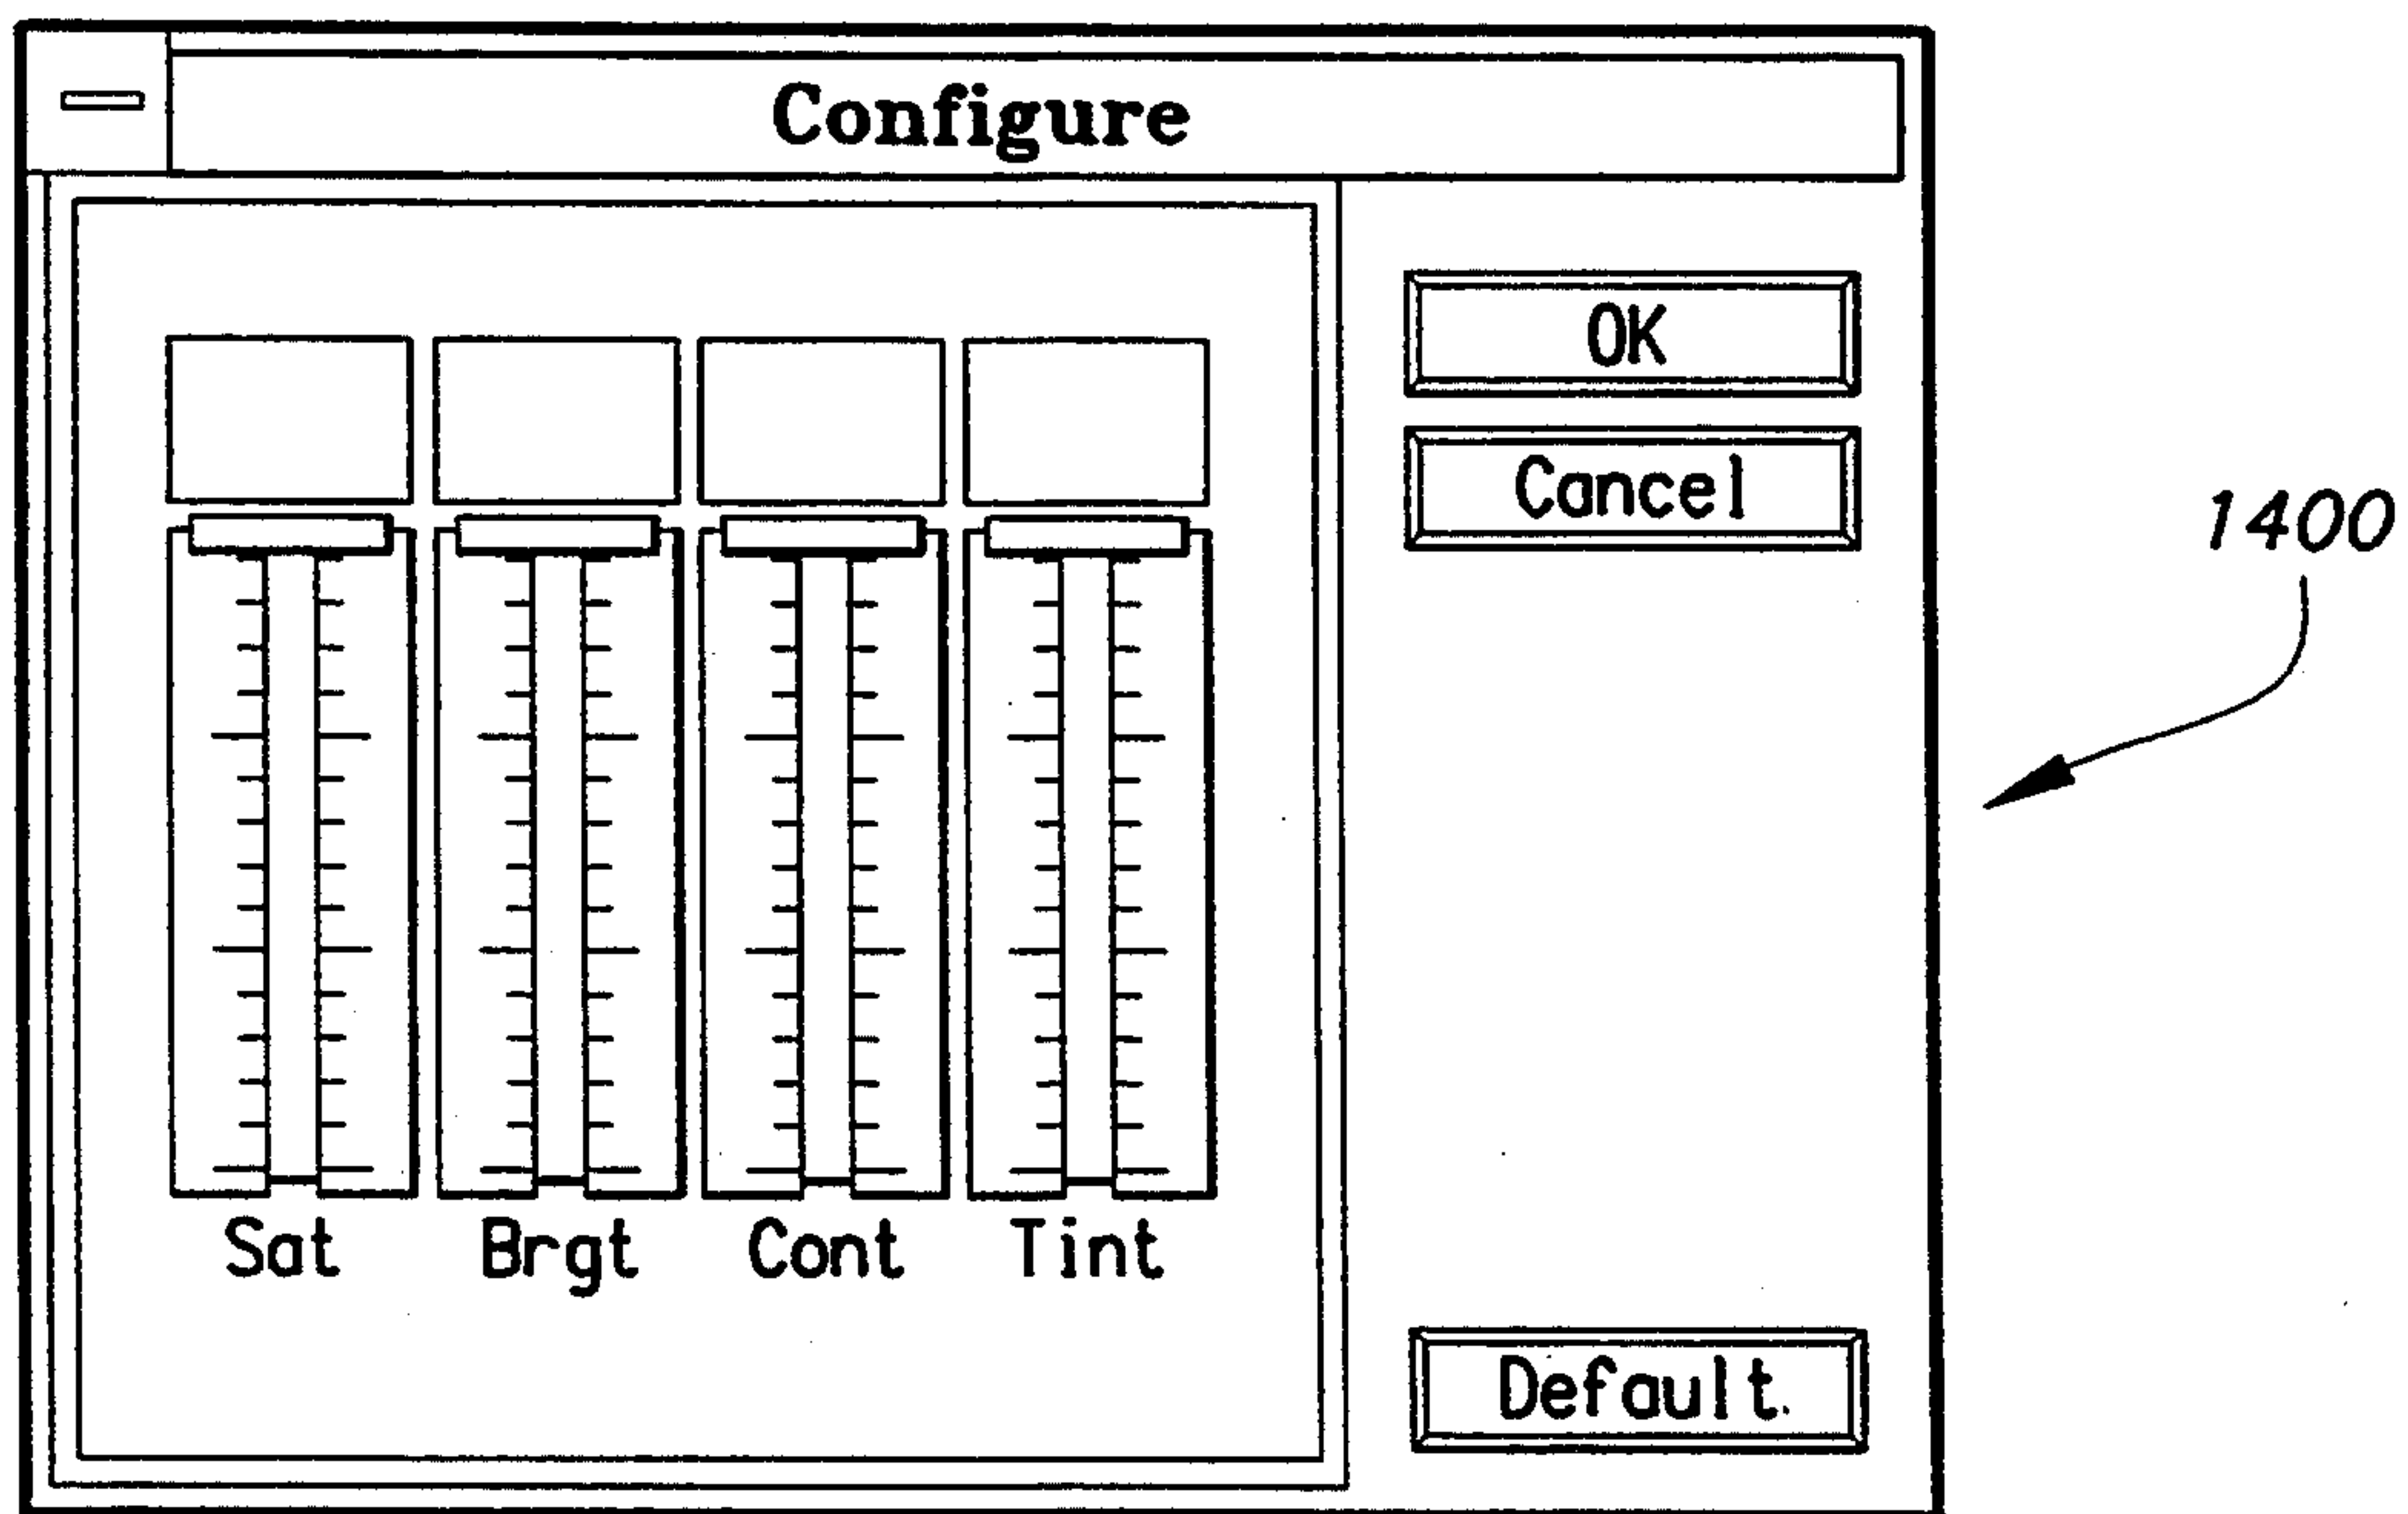 Configure
OK
Cancel
1400
Sat Brgt Cont Tint
Default